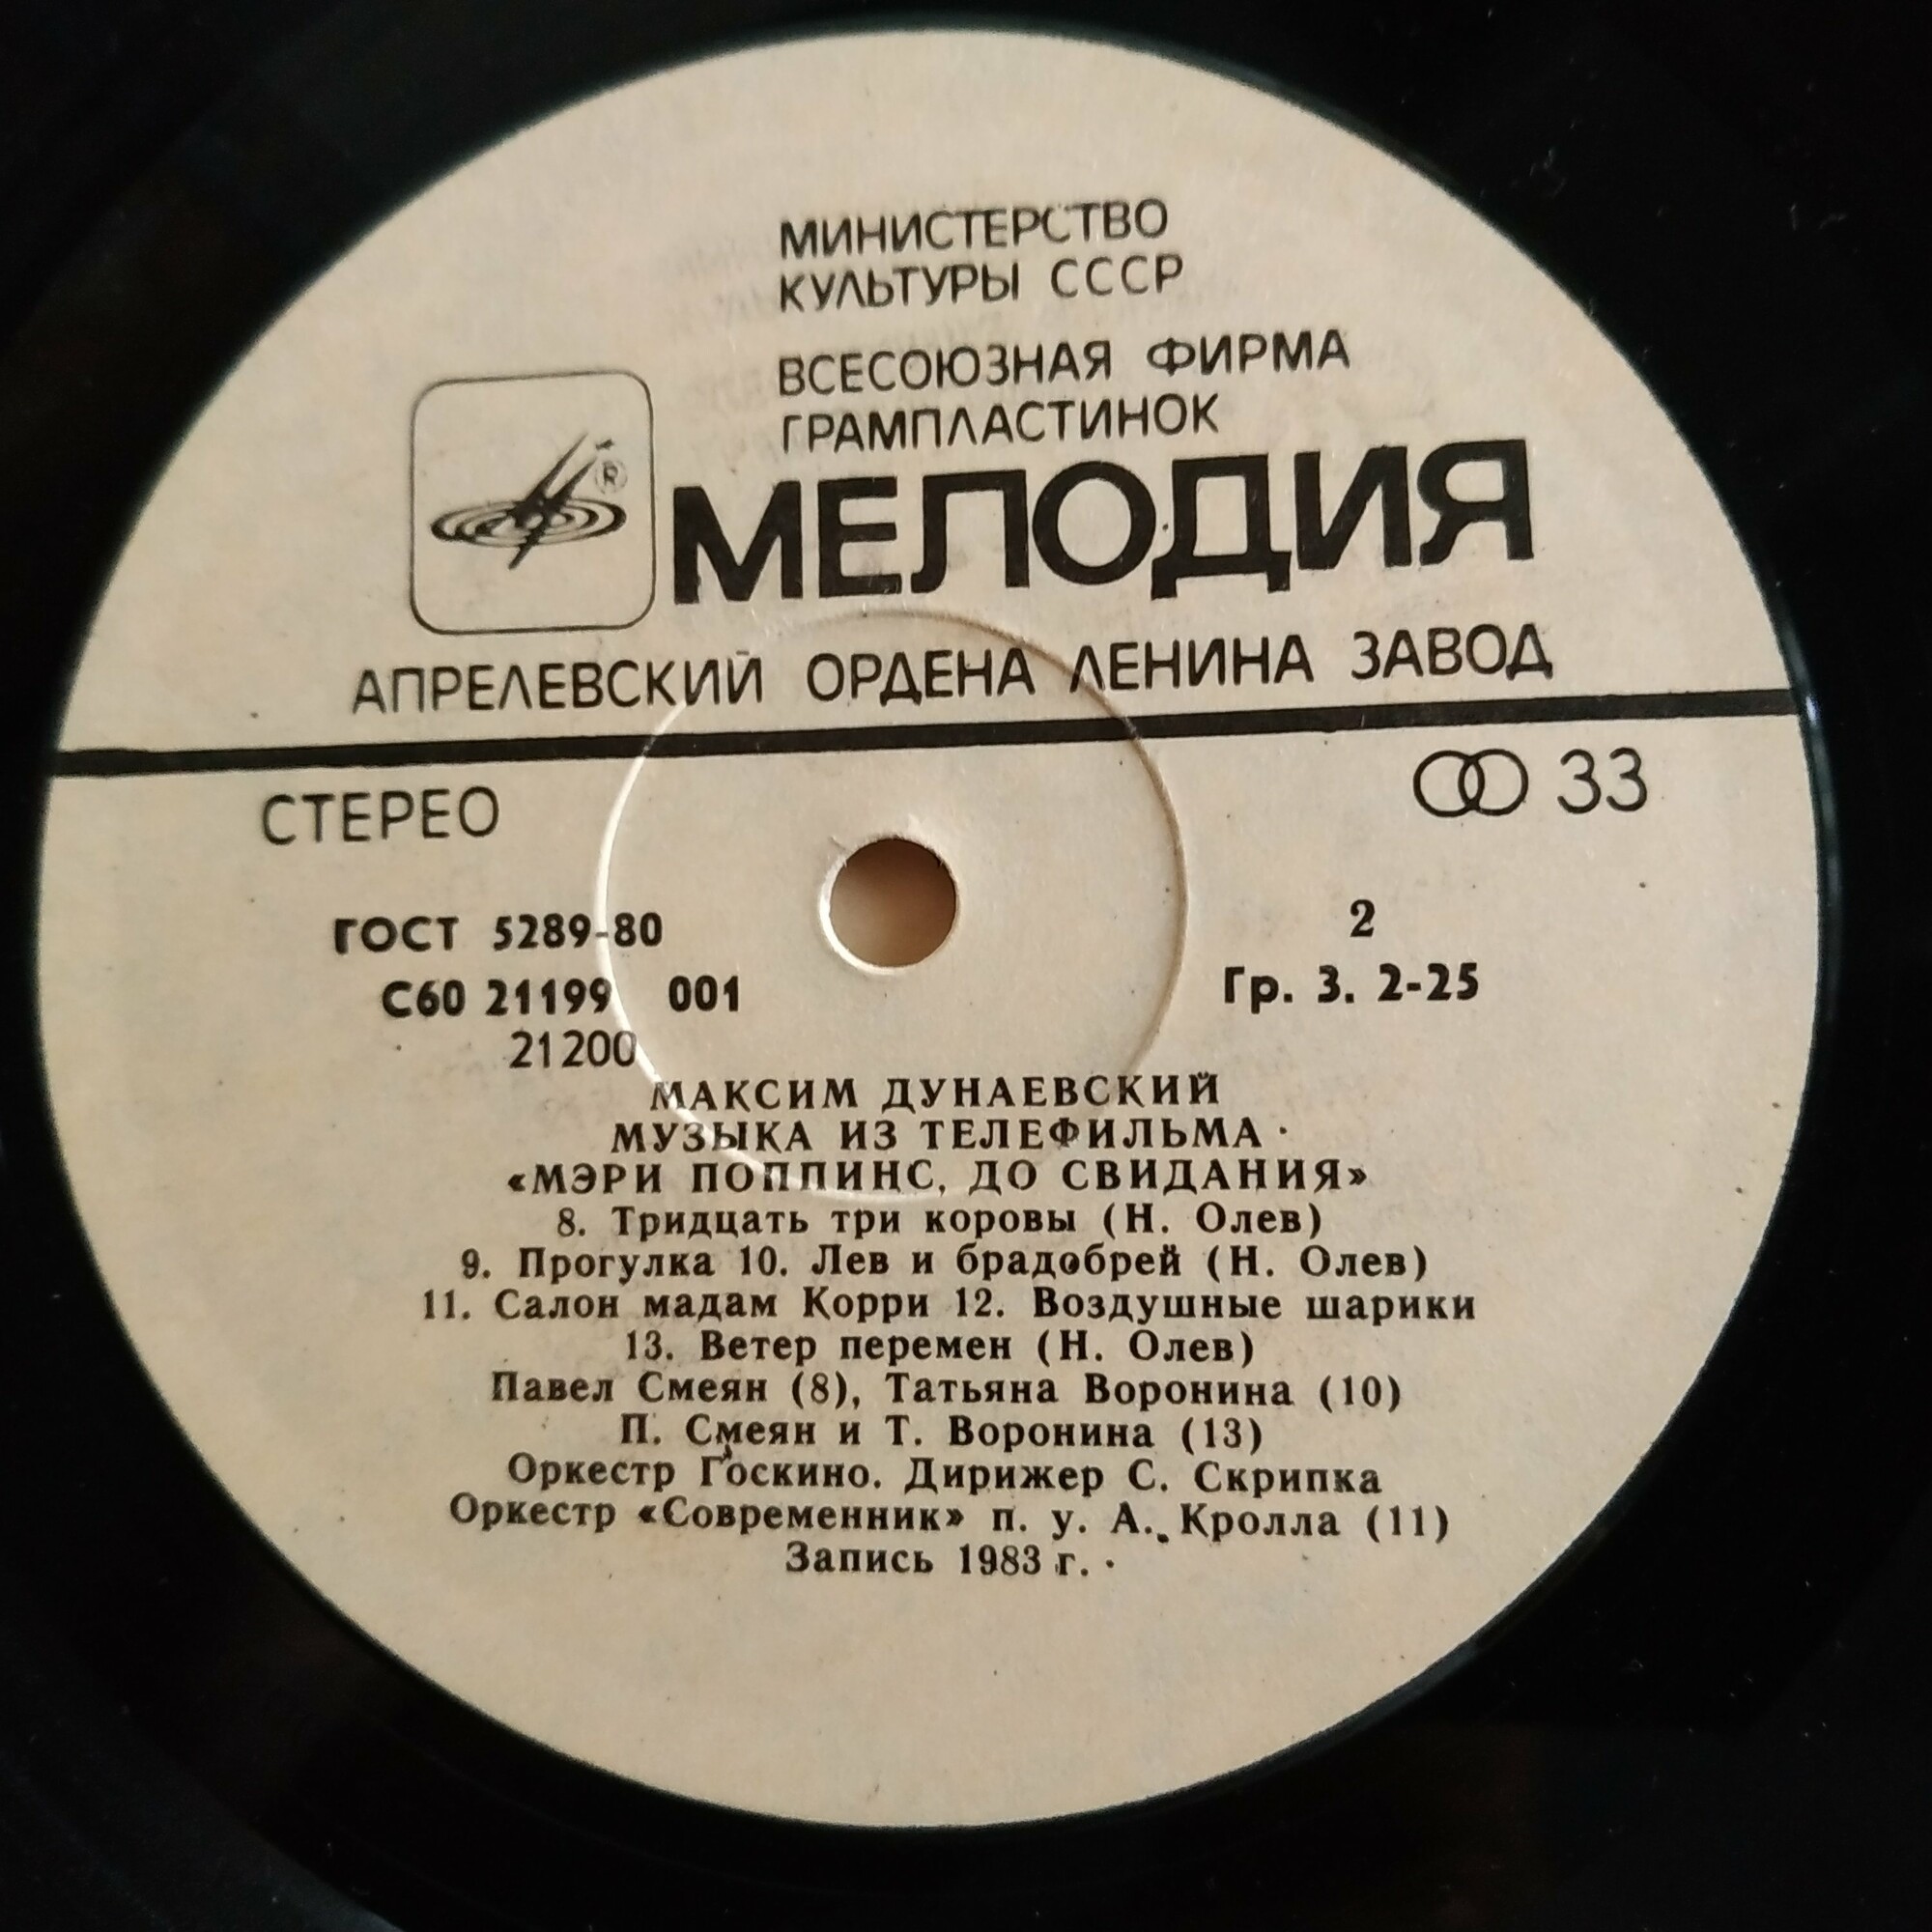 МИНИСТЕРСТВО
КУЛЬТУРЫ СССР
ВСЕСОЮЗНАЯ ФИРМА
ГРАМПЛАСТИНОК
®
МЕЛОДИЯ
АПРЕЛЕВСКИЙ ОРДЕНА ЛЕНИНА ЗАВОД
СТЕРЕО 33
ГОСТ 5289-80 2
С60 21199 001 Гр. 3. 2-25
21200
МАКСИМ ДУНАЕВСКИЙ
МУЗЫКА ИЗ ТЕЛЕФИЛЬМА
«МЭРИ ПОППИНС, ДО СВИДАНИЯ»
8. Тридцать три коровы (Н. Олев)
9. Прогулка 10. Лев и брадобрей (Н. Олев)
11. Салон мадам Корри 12. Воздушные шарики
13. Ветер перемен (Н. Олев)
Павел Смеян (8), Татьяна Воронина (10)
П. Смеян и Т. Воронина (13)
Оркестр Госкино. Дирижер С. Скрипка
Оркестр «Современник» п. у. А. Кролла (11)
Запись 1983 г.